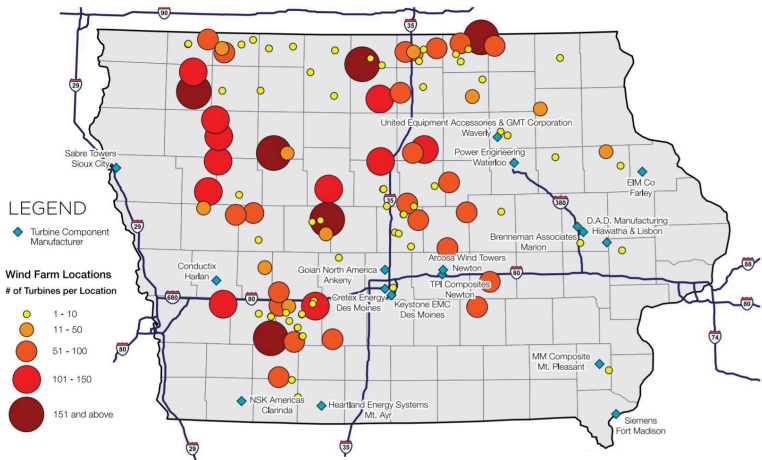 90
35
29
United Equipment Accessories & GMT Corporation
Waverly
Sabre Towers
Sioux City
Power Engineering
Waterloo
EIM Co
Farley
35
380
LEGEND
Turbine Component
Manufacturer
29
D.A.D. Manufacturing
Hiawatha & Lisbon
Brenneman Associates
Marion
Wind Farm Locations
# of Turbines per Location
Conductix
Harlan
Goian North America
Ankeny
Arcosa Wind Towers
Newton
80
88
TPI Composites
Newton
680
80
Cretex Energy
Des Moines
Keystone EMC
Des Moines
80
1 - 10
11 - 50
51 - 100
101 - 150
151 and above
74
80
MM Composite
Mt. Pleasant
NSK Americas
Clarinda
Heartland Energy Systems
Mt. Ayr
Siemens
Fort Madison
29
35